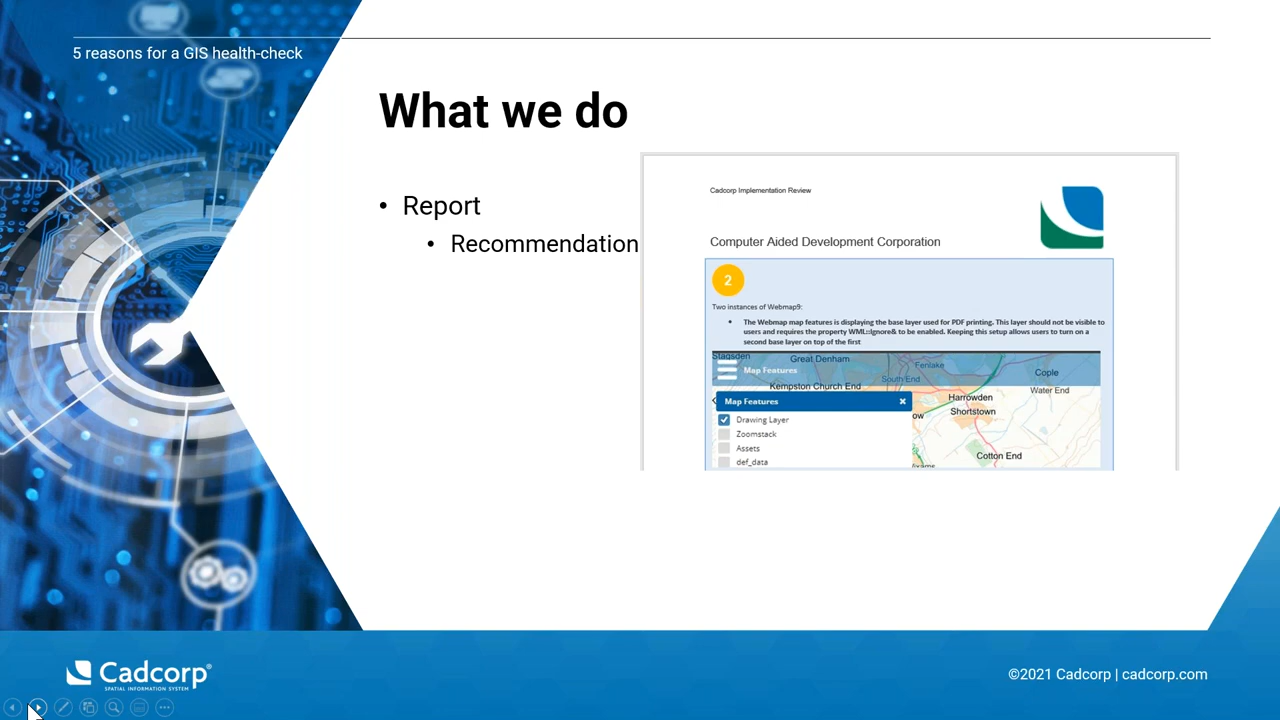 5 reasons for a GIS health-check
What we do
• Report
• Recommendation
Cadcorp Implementation Review
Computer Aided Development Corporation
2
Two instances of Webmap9:
• The Webmap map features is displaying the base layer used for PDF printing. This layer should not be visible to
users and requires the property WML::Ignore& to be enabled. Keeping this setup allows users to turn on a
second base layer on top of the first
Stagsden
Great Denham
Fenlake
Map Features
South End
Cople
Kempston Church End
Water End
Map Features
Harrowden
Shortstown
ow
Drawing Layer
Zoomstack
Assets
Cotton End
def_data
Cadcorp®
SPATIAL INFORMATION SYSTEM
©2021 Cadcorp | cadcorp.com